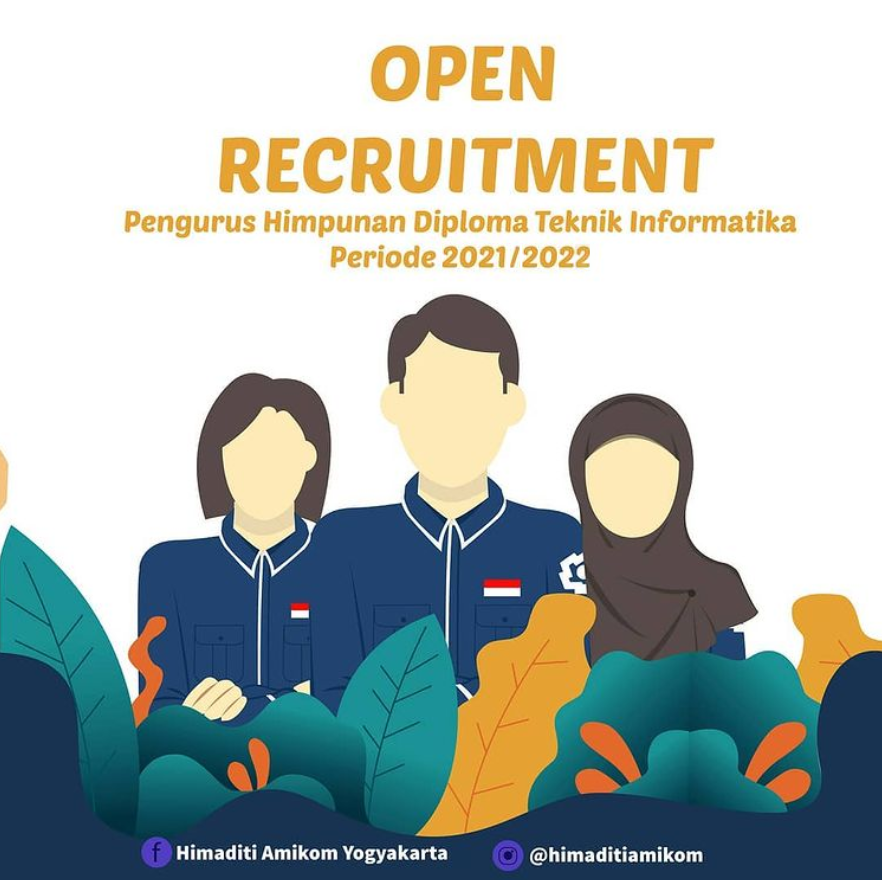 OPEN
RECRUITMENT
Pengurus Himpunan Diploma Teknik Informatika
Periode 2021/2022
Himaditi Amikom Yogyakarta
@himaditiamikom